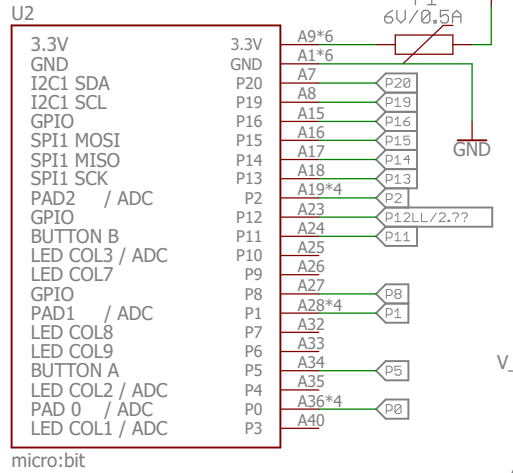 U2
6V/0.5A
3.3V 3.3V A9*6
GND GND A1*6
I2C1 SDA P20 A7 P20
I2C1 SCL P19 A8 P19
GPIO P16 A15 P16
SPI1 MOSI P15 A16 P15
SPI1 MISO P14 A17 P14
SPI1 SCK P13 A18 P13
GND
PAD2 / ADC P2 A19*4 P2
GPIO P12 A23 P12LL/2.??
BUTTON B P11 A24 P11
LED COL3 / ADC P10 A25
LED COL7 P9 A26
GPIO P8 A27 P8
PAD1 / ADC P1 A28*4 P1
LED COL8 P7 A32
LED COL9 P6 A33
BUTTON A P5 A34 P5
V_
LED COL2 / ADC P4 A35
PAD 0 / ADC P0 A36*4 P0
LED COL1 / ADC P3 A40
micro:bit